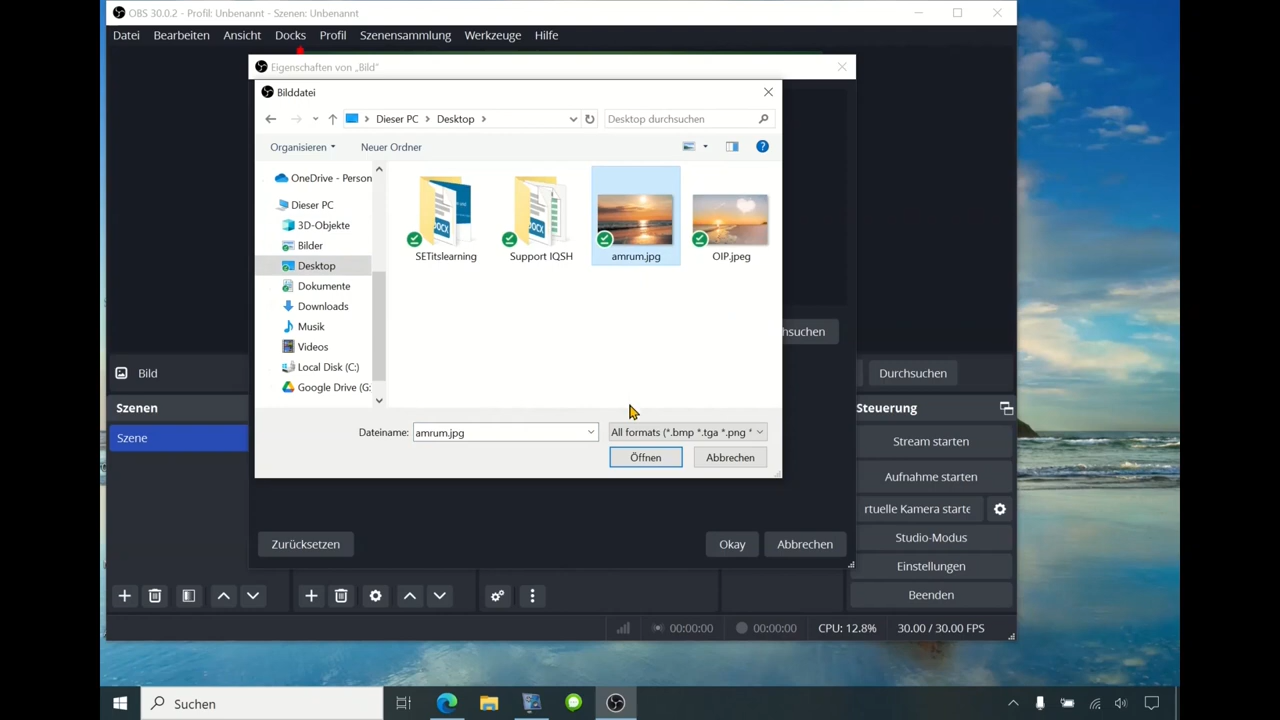 OBS 30.0.2 - Profil: Unbenannt - Szenen: Unbenannt
Datei Bearbeiten Ansicht Docks Profil Szenensammlung Werkzeuge Hilfe
Eigenschaften von „Bild“
Bilddatei
Dieser PC Desktop
Desktop durchsuchen
Organisieren Neuer Ordner
OneDrive - Person
Dieser PC
3D-Objekte
Bilder
Desktop
Dokumente
Downloads
Musik
Videos
Local Disk (C:)
Google Drive (G:
DOCX
DOCX
SETitslearning
Support IQSH
amrum.jpg
OIP.jpeg
Dateiname: amrum.jpg
All formats (*.bmp *.tga *.png *
Öffnen Abbrechen
hsuchen
Bild
Durchsuchen
Szenen
Szene
Steuerung
Stream starten
Aufnahme starten
rtuelle Kamera starte
Studio-Modus
Einstellungen
Beenden
Zurücksetzen Okay Abbrechen
00:00:00 00:00:00 CPU: 12.8% 30.00 / 30.00 FPS
Suchen